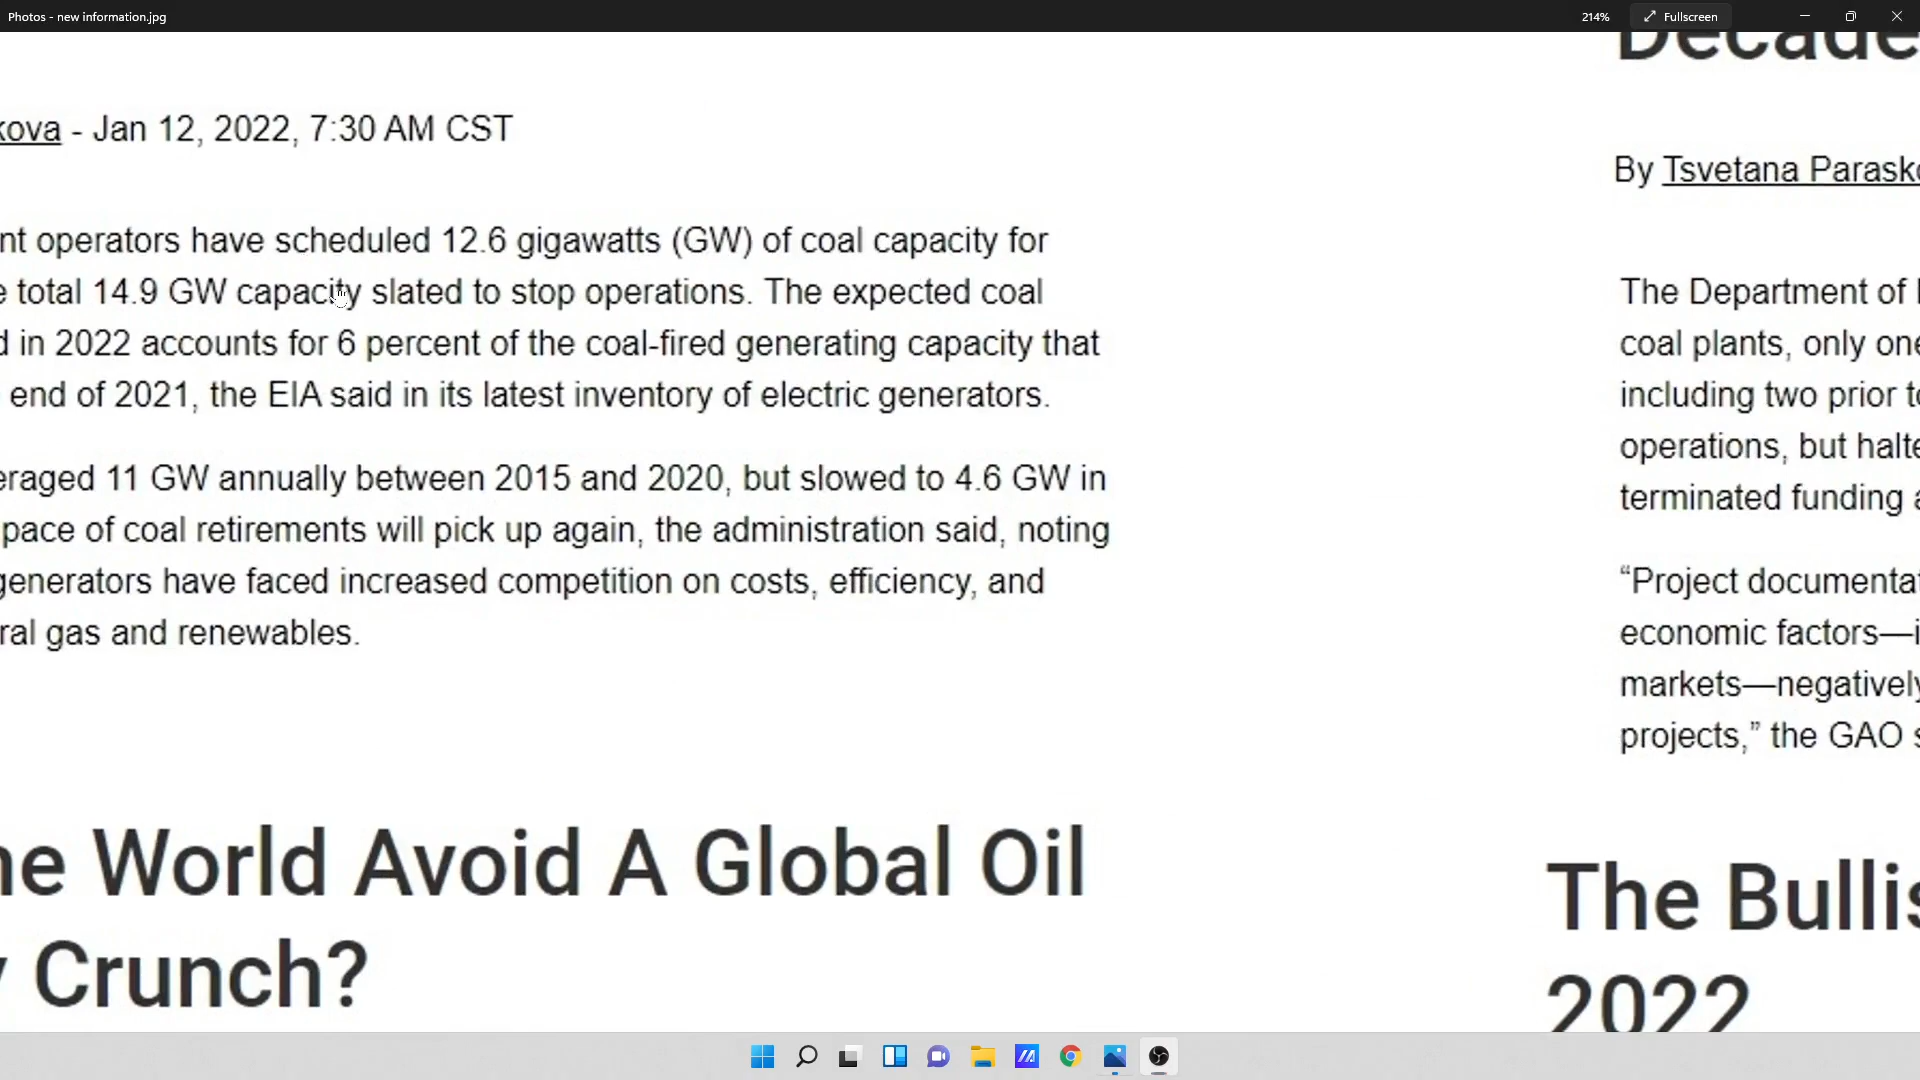 Photos - new information.jpg
214%
Fullscreen
kova - Jan 12, 2022, 7:30 AM CST
nt operators have scheduled 12.6 gigawatts (GW) of coal capacity for
e total 14.9 GW capacity slated to stop operations. The expected coal
d in 2022 accounts for 6 percent of the coal-fired generating capacity that
end of 2021, the EIA said in its latest inventory of electric generators.
eraged 11 GW annually between 2015 and 2020, but slowed to 4.6 GW in
pace of coal retirements will pick up again, the administration said, noting
generators have faced increased competition on costs, efficiency, and
ral gas and renewables.
ne World Avoid A Global Oil
y Crunch?
Decade
By Tsvetana Parasko
The Department of
coal plants, only one
including two prior to
operations, but halte
terminated funding a
“Project documentat
economic factors—i
markets—negatively
projects,” the GAO s
The Bullis
2022